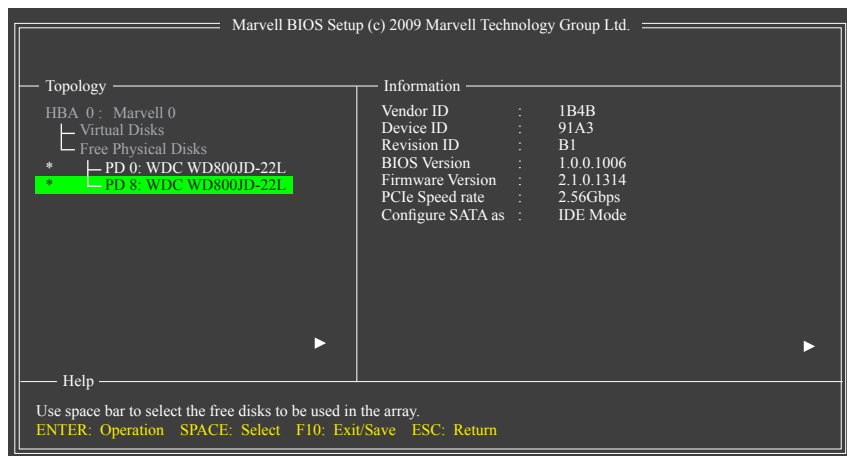 Marvell BIOS Setup (c) 2009 Marvell Technology Group Ltd.
Topology
HBA 0 : Marvell 0
Virtual Disks
Free Physical Disks
* PD 0: WDC WD800JD-22L
* PD 8: WDC WD800JD-22L
Information
Vendor ID : 1B4B
Device ID : 91A3
Revision ID : B1
BIOS Version : 1.0.0.1006
Firmware Version : 2.1.0.1314
PCIe Speed rate : 2.56Gbps
Configure SATA as : IDE Mode
Help
Use space bar to select the free disks to be used in the array.
ENTER: Operation SPACE: Select F10: Exit/Save ESC: Return